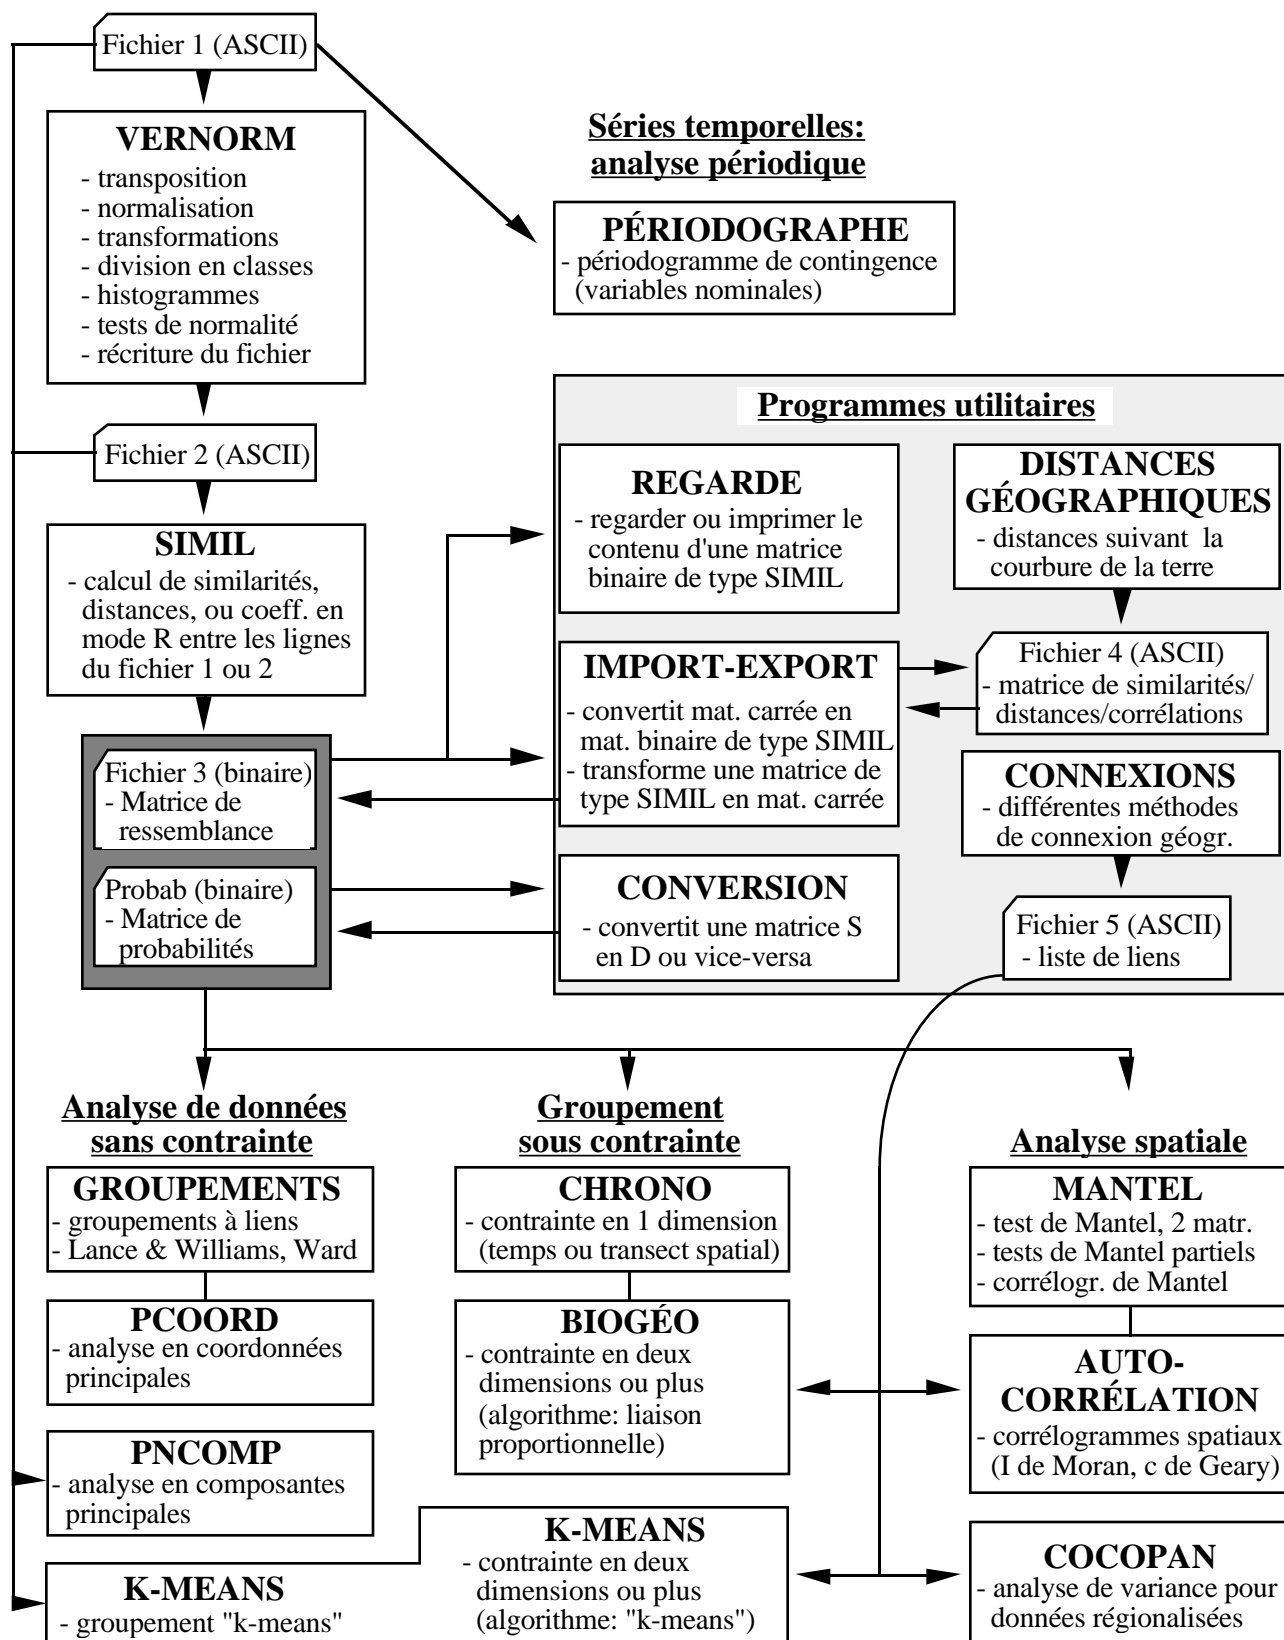 Fichier 1 (ASCII)
VERNORM
- transposition
- normalisation
- transformations
- division en classes
- histogrammes
- tests de normalité
- récriture du fichier
Séries temporelles:
analyse périodique
PÉRIODOGRAPHE
- périodogramme de contingence
(variables nominales)
Fichier 2 (ASCII)
SIMIL
- calcul de similarités,
distances, ou coeff. en
mode R entre les lignes
du fichier 1 ou 2
Fichier 3 (binaire)
- Matrice de
ressemblance
Probab (binaire)
- Matrice de
probabilités
Programmes utilitaires
REGARDE
- regarder ou imprimer le
contenu d'une matrice
binaire de type SIMIL
DISTANCES
GÉOGRAPHIQUES
- distances suivant la
courbure de la terre
IMPORT-EXPORT
- convertit mat. carrée en
mat. binaire de type SIMIL
- transforme une matrice de
type SIMIL en mat. carrée
Fichier 4 (ASCII)
- matrice de similarités/
distances/corrélations
CONNEXIONS
- différentes méthodes
de connexion géogr.
CONVERSION
- convertit une matrice S
en D ou vice-versa
Fichier 5 (ASCII)
- liste de liens
Analyse de données
sans contrainte
GROUPEMENTS
- groupements à liens
- Lance & Williams, Ward
PCOORD
- analyse en coordonnées
principales
PNCOMP
- analyse en composantes
principales
K-MEANS
- groupement "k-means"
Groupement
sous contrainte
CHRONO
- contrainte en 1 dimension
(temps ou transect spatial)
BIOGÉO
- contrainte en deux
dimensions ou plus
(algorithme: liaison
proportionnelle)
K-MEANS
- contrainte en deux
dimensions ou plus
(algorithme: "k-means")
Analyse spatiale
MANTEL
- test de Mantel, 2 matr.
- tests de Mantel partiels
- corrélogr. de Mantel
AUTO-
CORRÉLATION
- corrélogrammes spatiaux
(I de Moran, c de Geary)
COCOPAN
- analyse de variance pour
données régionalisées